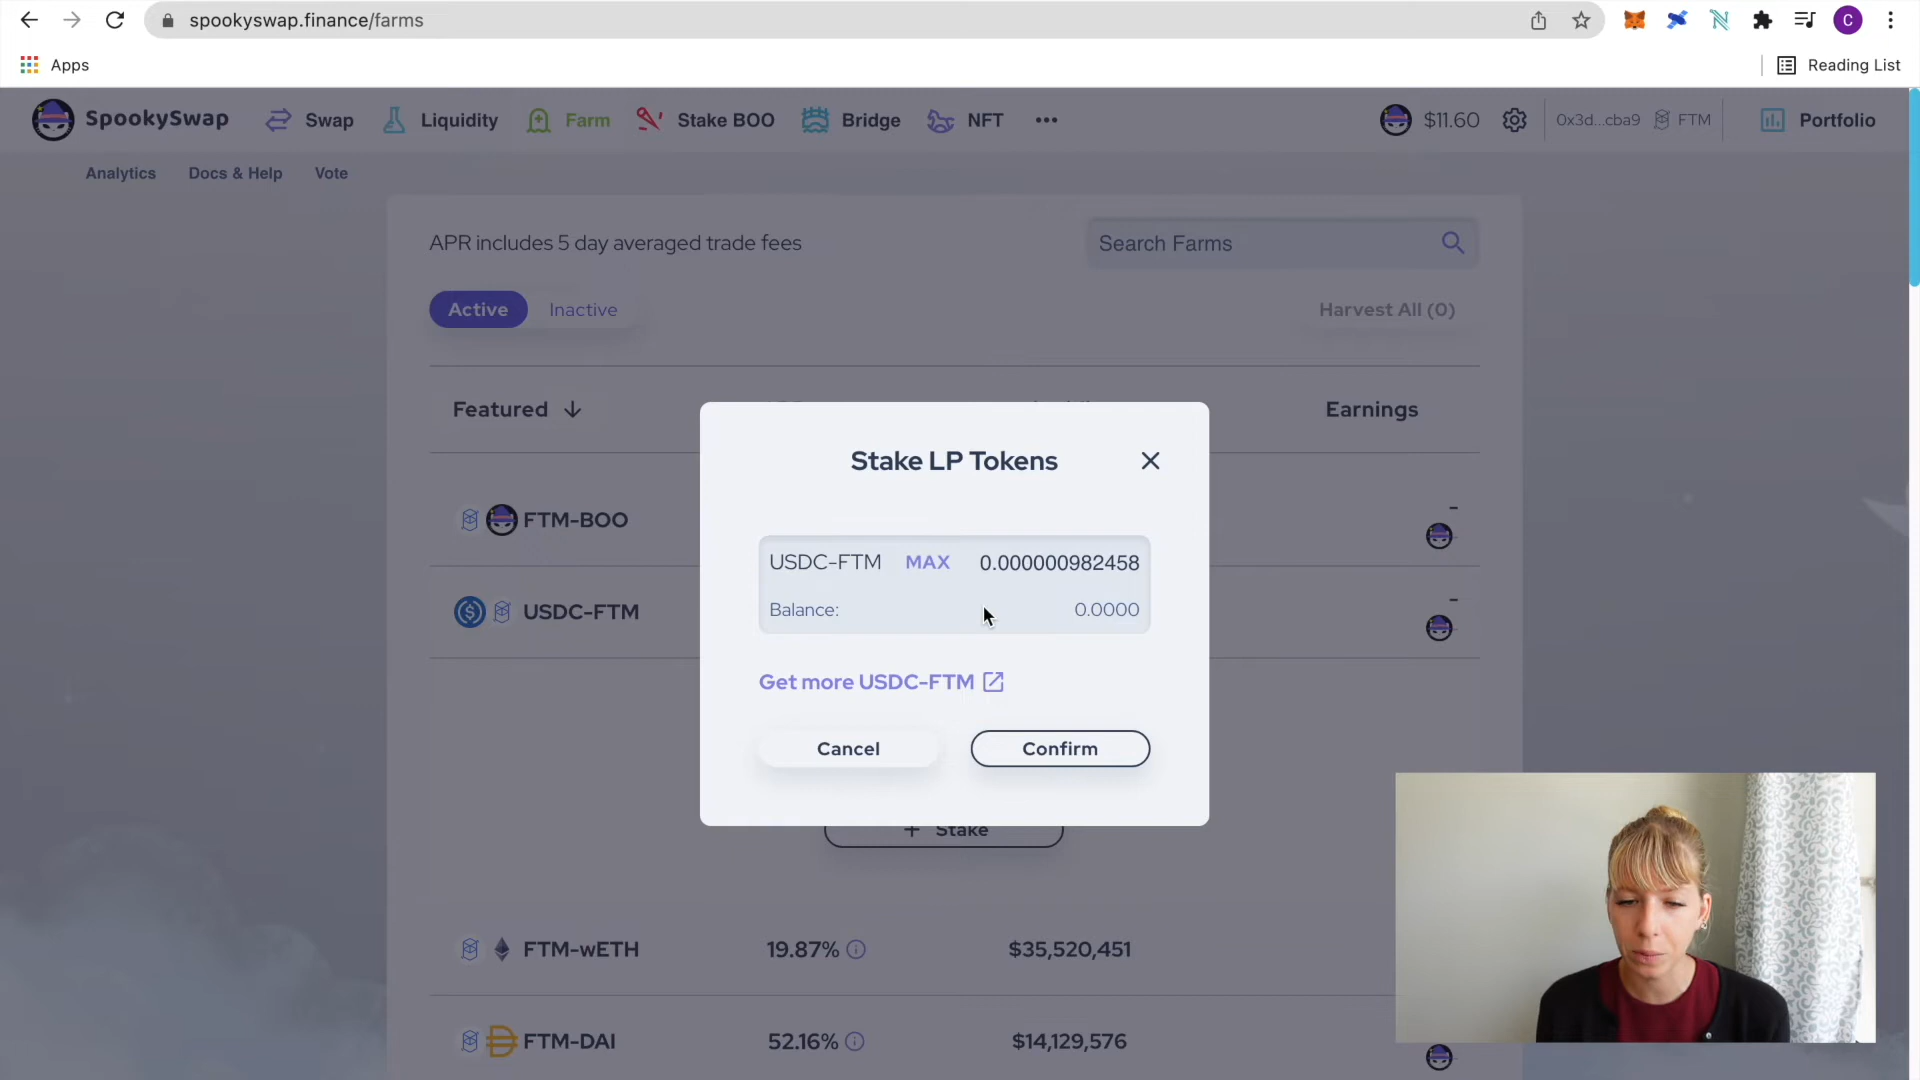 spookyswap.finance/farms
C
Apps
Reading List
SpookySwap
Swap
Liquidity
Farm
Stake BOO
Bridge
NFT
$11.60
0x3d...cba9
FTM
Portfolio
Analytics
Docs & Help
Vote
APR includes 5 day averaged trade fees
Search Farms
Active
Inactive
Harvest All (0)
Featured
Earnings
Stake LP Tokens
FTM-BOO
-
USDC-FTM MAX 0.000000982458
Balance: 0.0000
USDC-FTM
-
Get more USDC-FTM
Cancel
Confirm
+ Stake
FTM-wETH
19.87%
$35,520,451
FTM-DAI
52.16%
$14,129,576